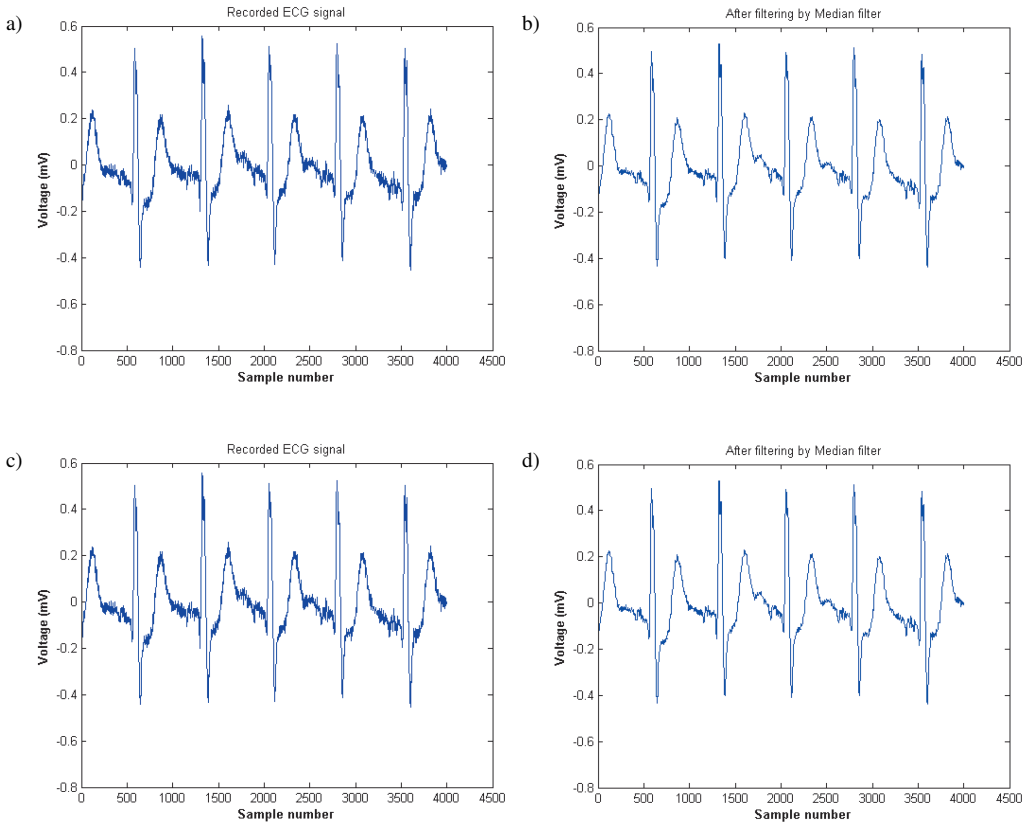 a)
Recorded ECG signal
0.6
0.4
0.2
0
-0.2
-0.4
-0.6
-0.8
Voltage (mV)
0 500 1000 1500 2000 2500 3000 3500 4000 4500
Sample number
b)
After filtering by Median filter
0.6
0.4
0.2
0
-0.2
-0.4
-0.6
-0.8
Voltage (mV)
0 500 1000 1500 2000 2500 3000 3500 4000 4500
Sample number
c)
Recorded ECG signal
0.6
0.4
0.2
0
-0.2
-0.4
-0.6
-0.8
Voltage (mV)
0 500 1000 1500 2000 2500 3000 3500 4000 4500
Sample number
d)
After filtering by Median filter
0.6
0.4
0.2
0
-0.2
-0.4
-0.6
-0.8
Voltage (mV)
0 500 1000 1500 2000 2500 3000 3500 4000 4500
Sample number